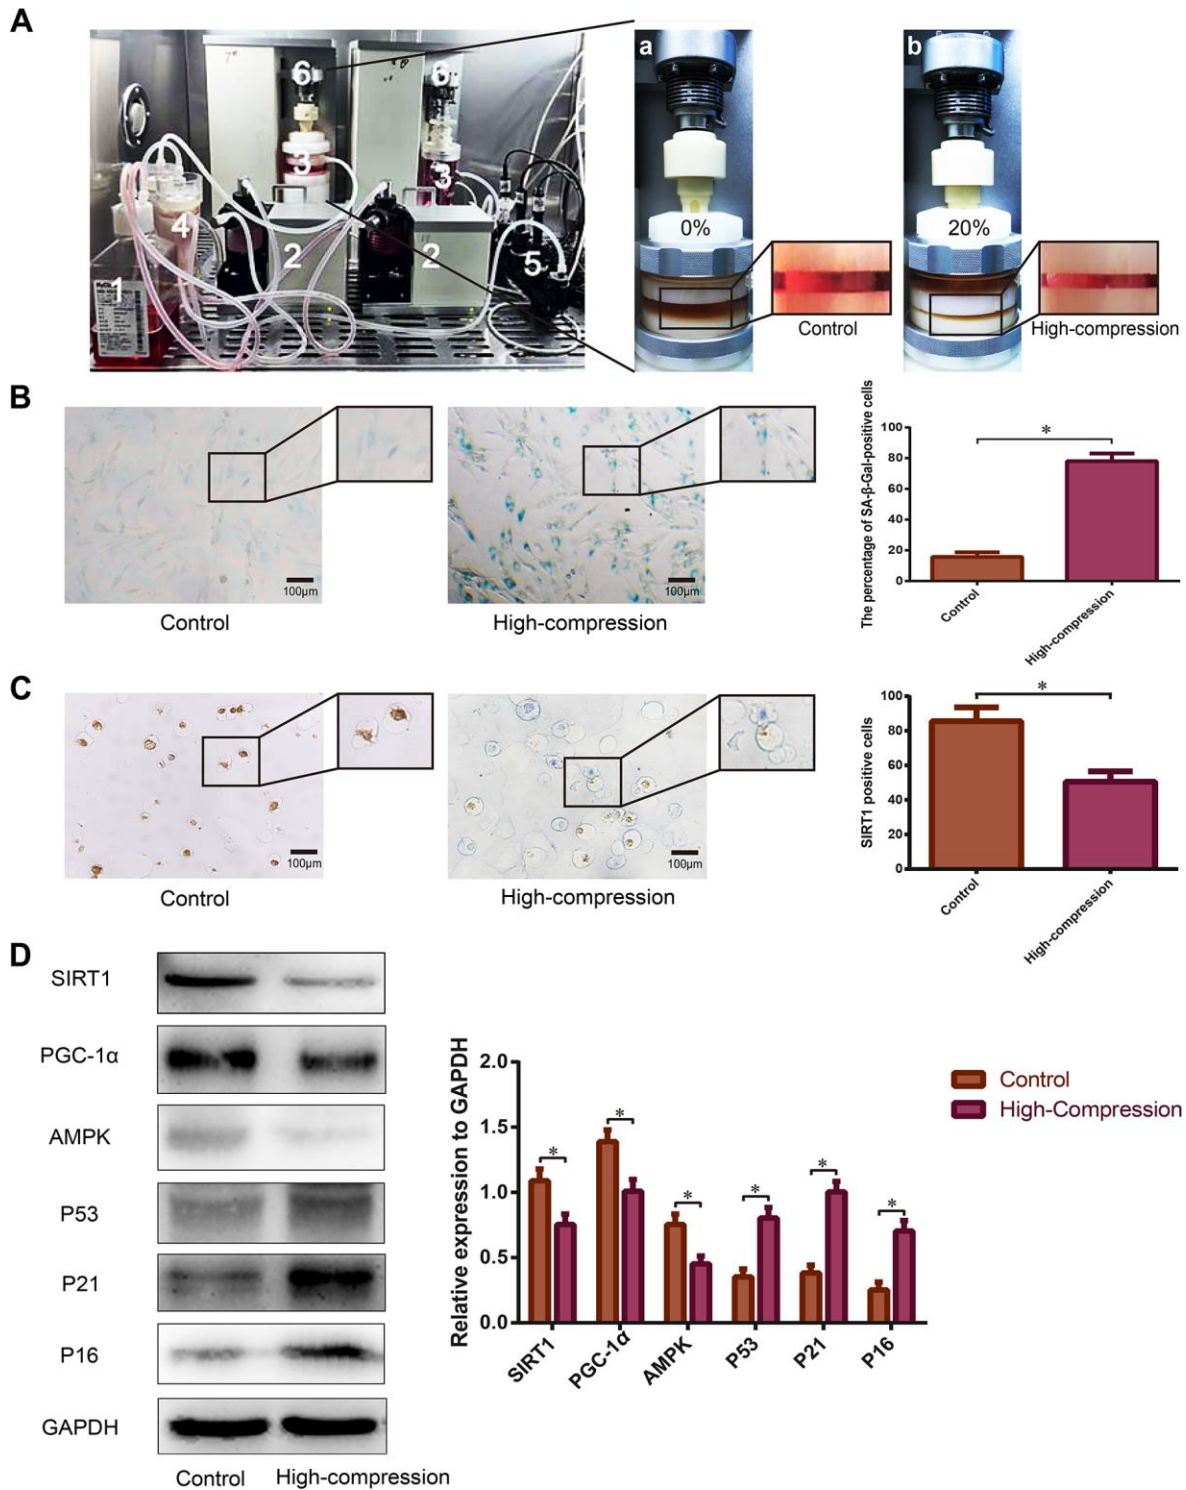 A
6
6
3
3
4
2
2
5
1
a
0%
Control
b
20%
High-compression
B
100μm
Control
100μm
High-compression
The percentage of SA-β-Gal-positive cells
100
80
60
40
20
0
*
Control
High-compression
C
100μm
Control
100μm
High-compression
SIRT1 positive cells
100
80
60
40
20
0
*
Control
High-compression
D
SIRT1
PGC-1α
AMPK
P53
P21
P16
GAPDH
Control High-compression
Relative expression to GAPDH
2.0
1.5
1.0
0.5
0.0
* * * * * *
SIRT1 PGC-1α AMPK P53 P21 P16
Control
High-Compression